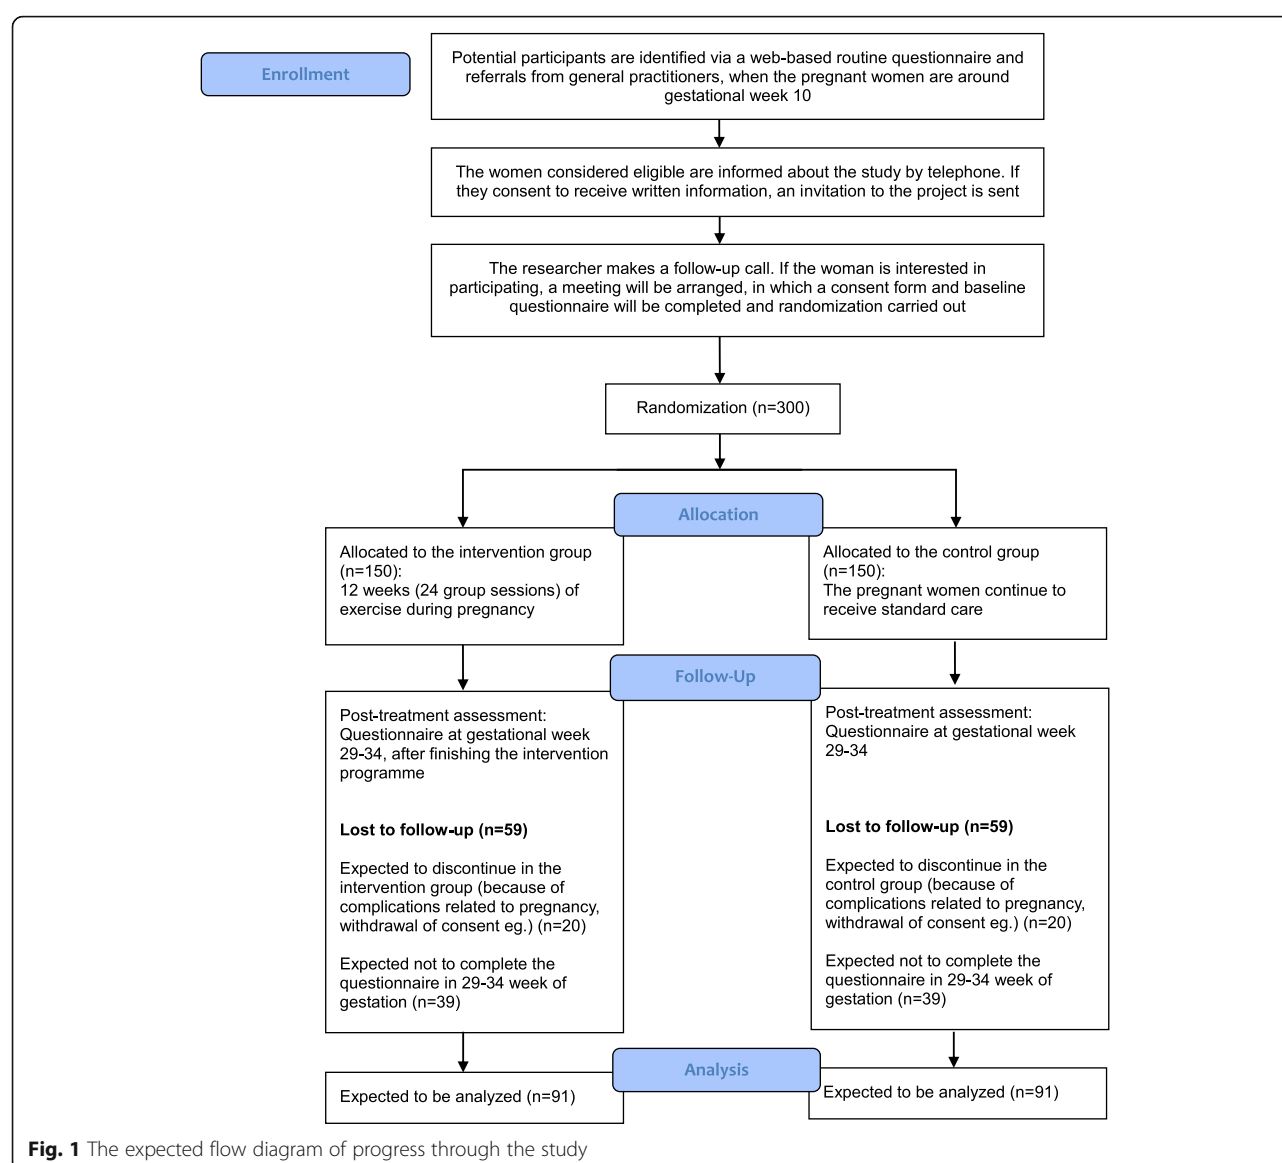 Enrollment
Potential participants are identified via a web-based routine questionnaire and
referrals from general practitioners, when the pregnant women are around
gestational week 10
The women considered eligible are informed about the study by telephone. If
they consent to receive written information, an invitation to the project is sent
The researcher makes a follow-up call. If the woman is interested in
participating, a meeting will be arranged, in which a consent form and baseline
questionnaire will be completed and randomization carried out
Randomization (n=300)
Allocation
Allocated to the intervention group
(n=150):
12 weeks (24 group sessions) of
exercise during pregnancy
Allocated to the control group
(n=150):
The pregnant women continue to
receive standard care
Follow-Up
Post-treatment assessment:
Questionnaire at gestational week
29-34, after finishing the intervention
programme
Lost to follow-up (n=59)
Expected to discontinue in the
intervention group (because of
complications related to pregnancy,
withdrawal of consent eg.) (n=20)
Expected not to complete the
questionnaire in 29-34 week of
gestation (n=39)
Post-treatment assessment:
Questionnaire at gestational week
29-34
Lost to follow-up (n=59)
Expected to discontinue in the
control group (because of
complications related to pregnancy,
withdrawal of consent eg.) (n=20)
Expected not to complete the
questionnaire in 29-34 week of
gestation (n=39)
Analysis
Expected to be analyzed (n=91)
Expected to be analyzed (n=91)
Fig. 1 The expected flow diagram of progress through the study